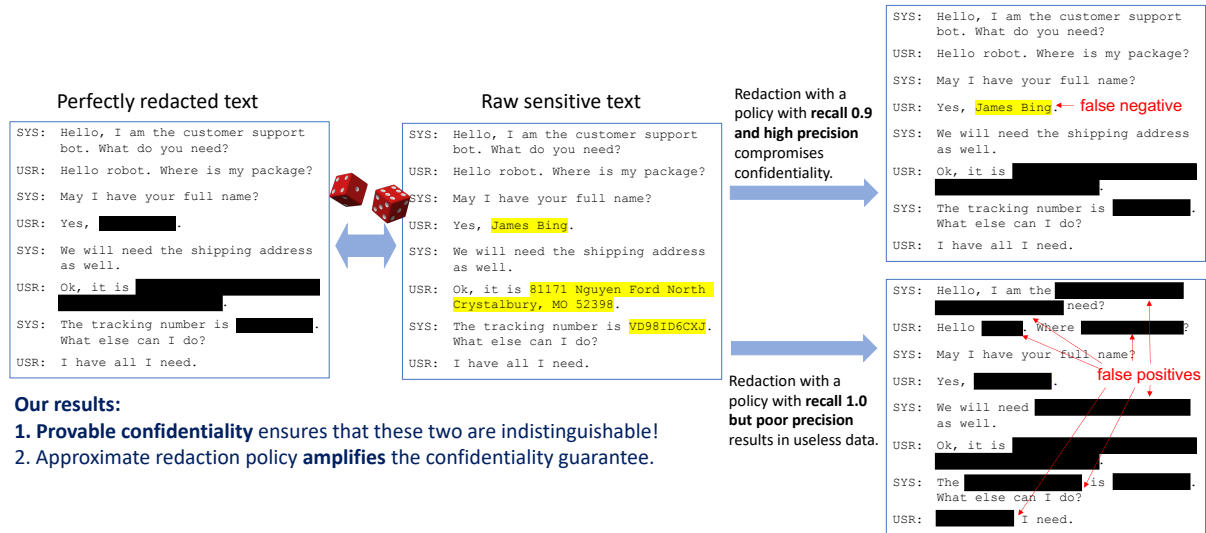 Perfectly redacted text
SYS: Hello, I am the customer support
bot. What do you need?
USR: Hello robot. Where is my package?
SYS: May I have your full name?
USR: Yes, .
SYS: We will need the shipping address
as well.
USR: Ok, it is
.
SYS: The tracking number is .
What else can I do?
USR: I have all I need.
Raw sensitive text
SYS: Hello, I am the customer support
bot. What do you need?
USR: Hello robot. Where is my package?
SYS: May I have your full name?
USR: Yes, James Bing.
SYS: We will need the shipping address
as well.
USR: Ok, it is 81171 Nguyen Ford North
Crystalbury, MO 52398.
SYS: The tracking number is VD98ID6CXJ.
What else can I do?
USR: I have all I need.
Our results:
1. Provable confidentiality ensures that these two are indistinguishable!
2. Approximate redaction policy amplifies the confidentiality guarantee.
Redaction with a
policy with recall 0.9
and high precision
compromises
confidentiality.
SYS: Hello, I am the customer support
bot. What do you need?
USR: Hello robot. Where is my package?
SYS: May I have your full name?
USR: Yes, James Bing. false negative
SYS: We will need the shipping address
as well.
USR: Ok, it is
.
SYS: The tracking number is .
What else can I do?
USR: I have all I need.
Redaction with a
policy with recall 1.0
but poor precision
results in useless data.
SYS: Hello, I am the
need?
USR: Hello . Where ?
SYS: May I have your full name?
false positives
USR: Yes, .
SYS: We will need
as well.
USR: Ok, it is
.
SYS: The is .
What else can I do?
USR: I need.